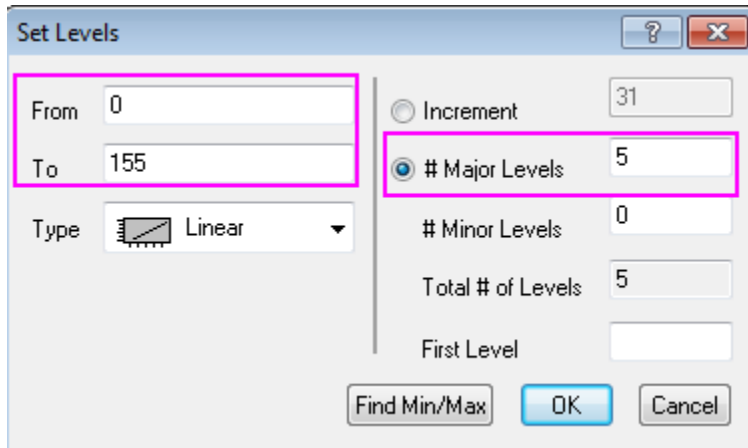 Set Levels
?
From 0
To 155
Type Linear
Increment 31
# Major Levels 5
# Minor Levels 0
Total # of Levels 5
First Level
Find Min/Max OK Cancel